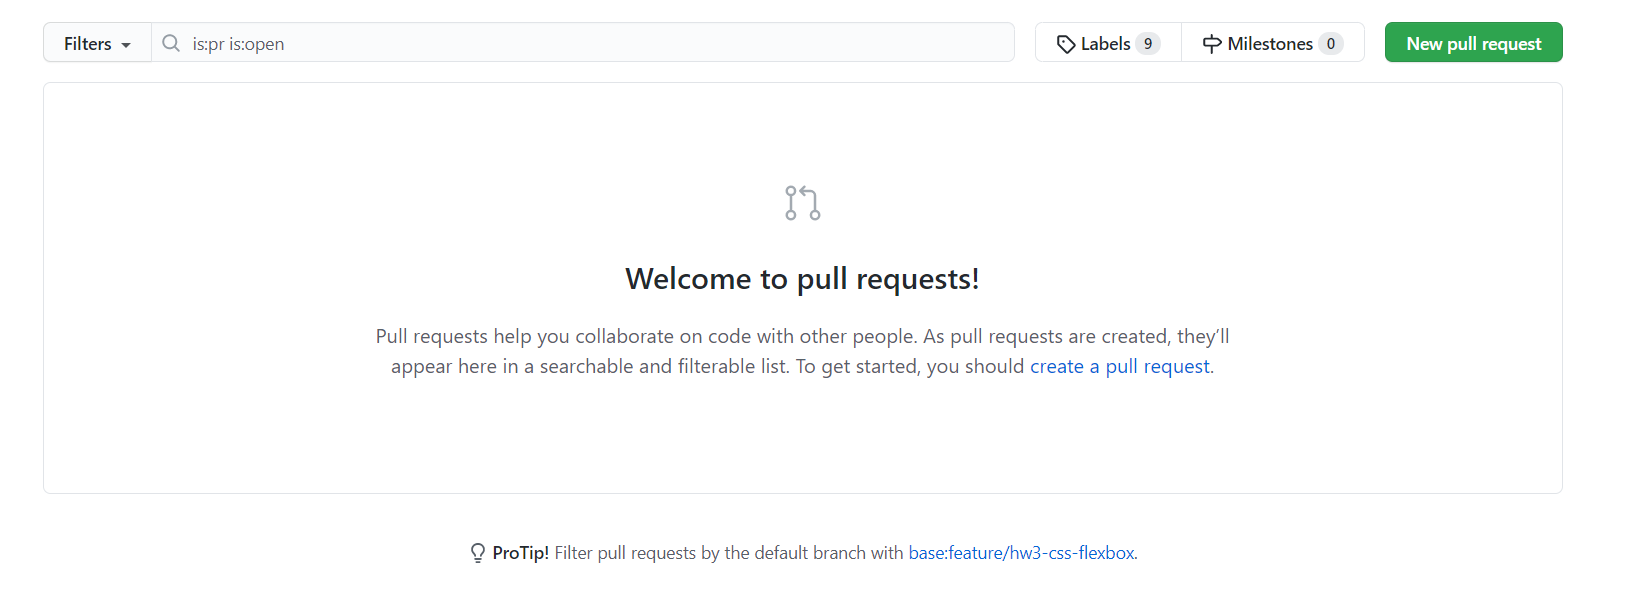 Filters is:pr is:open Labels 9 Milestones 0 New pull request
Welcome to pull requests!
Pull requests help you collaborate on code with other people. As pull requests are created, they’ll
appear here in a searchable and filterable list. To get started, you should create a pull request.
ProTip! Filter pull requests by the default branch with base:feature/hw3-css-flexbox.